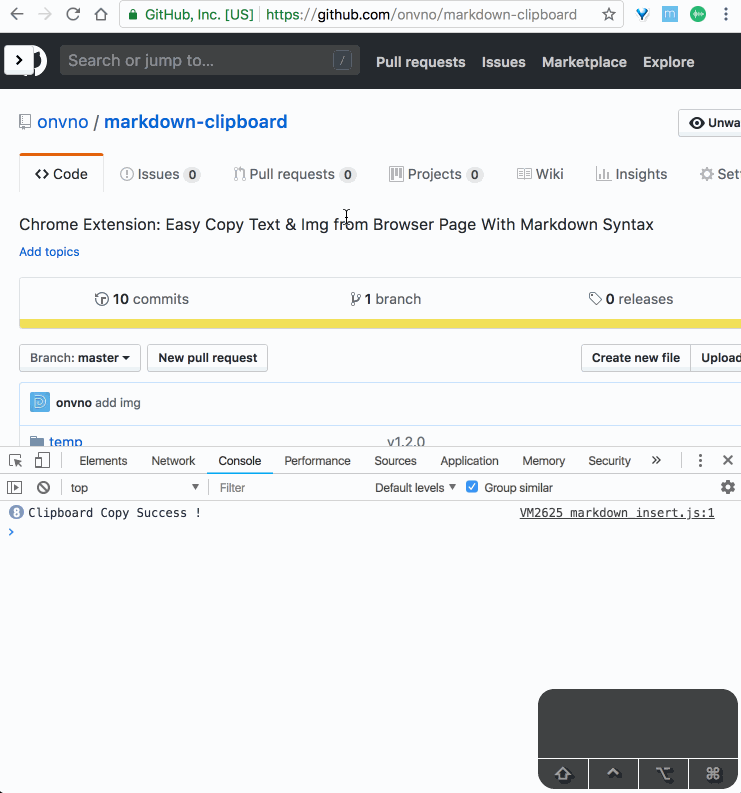 GitHub, Inc. [US] https://github.com/onvno/markdown-clipboard
Search or jump to... / Pull requests Issues Marketplace Explore
onvno / markdown-clipboard Unwa
Code Issues 0 Pull requests 0 Projects 0 Wiki Insights Set
Chrome Extension: Easy Copy Text & Img from Browser Page With Markdown Syntax
Add topics
10 commits 1 branch 0 releases
Branch: master New pull request Create new file Upload
onvno add img
temp v1.2.0
Elements Network Console Performance Sources Application Memory Security »
top Filter Default levels Group similar
8 Clipboard Copy Success ! VM2625 markdown_insert.js:1